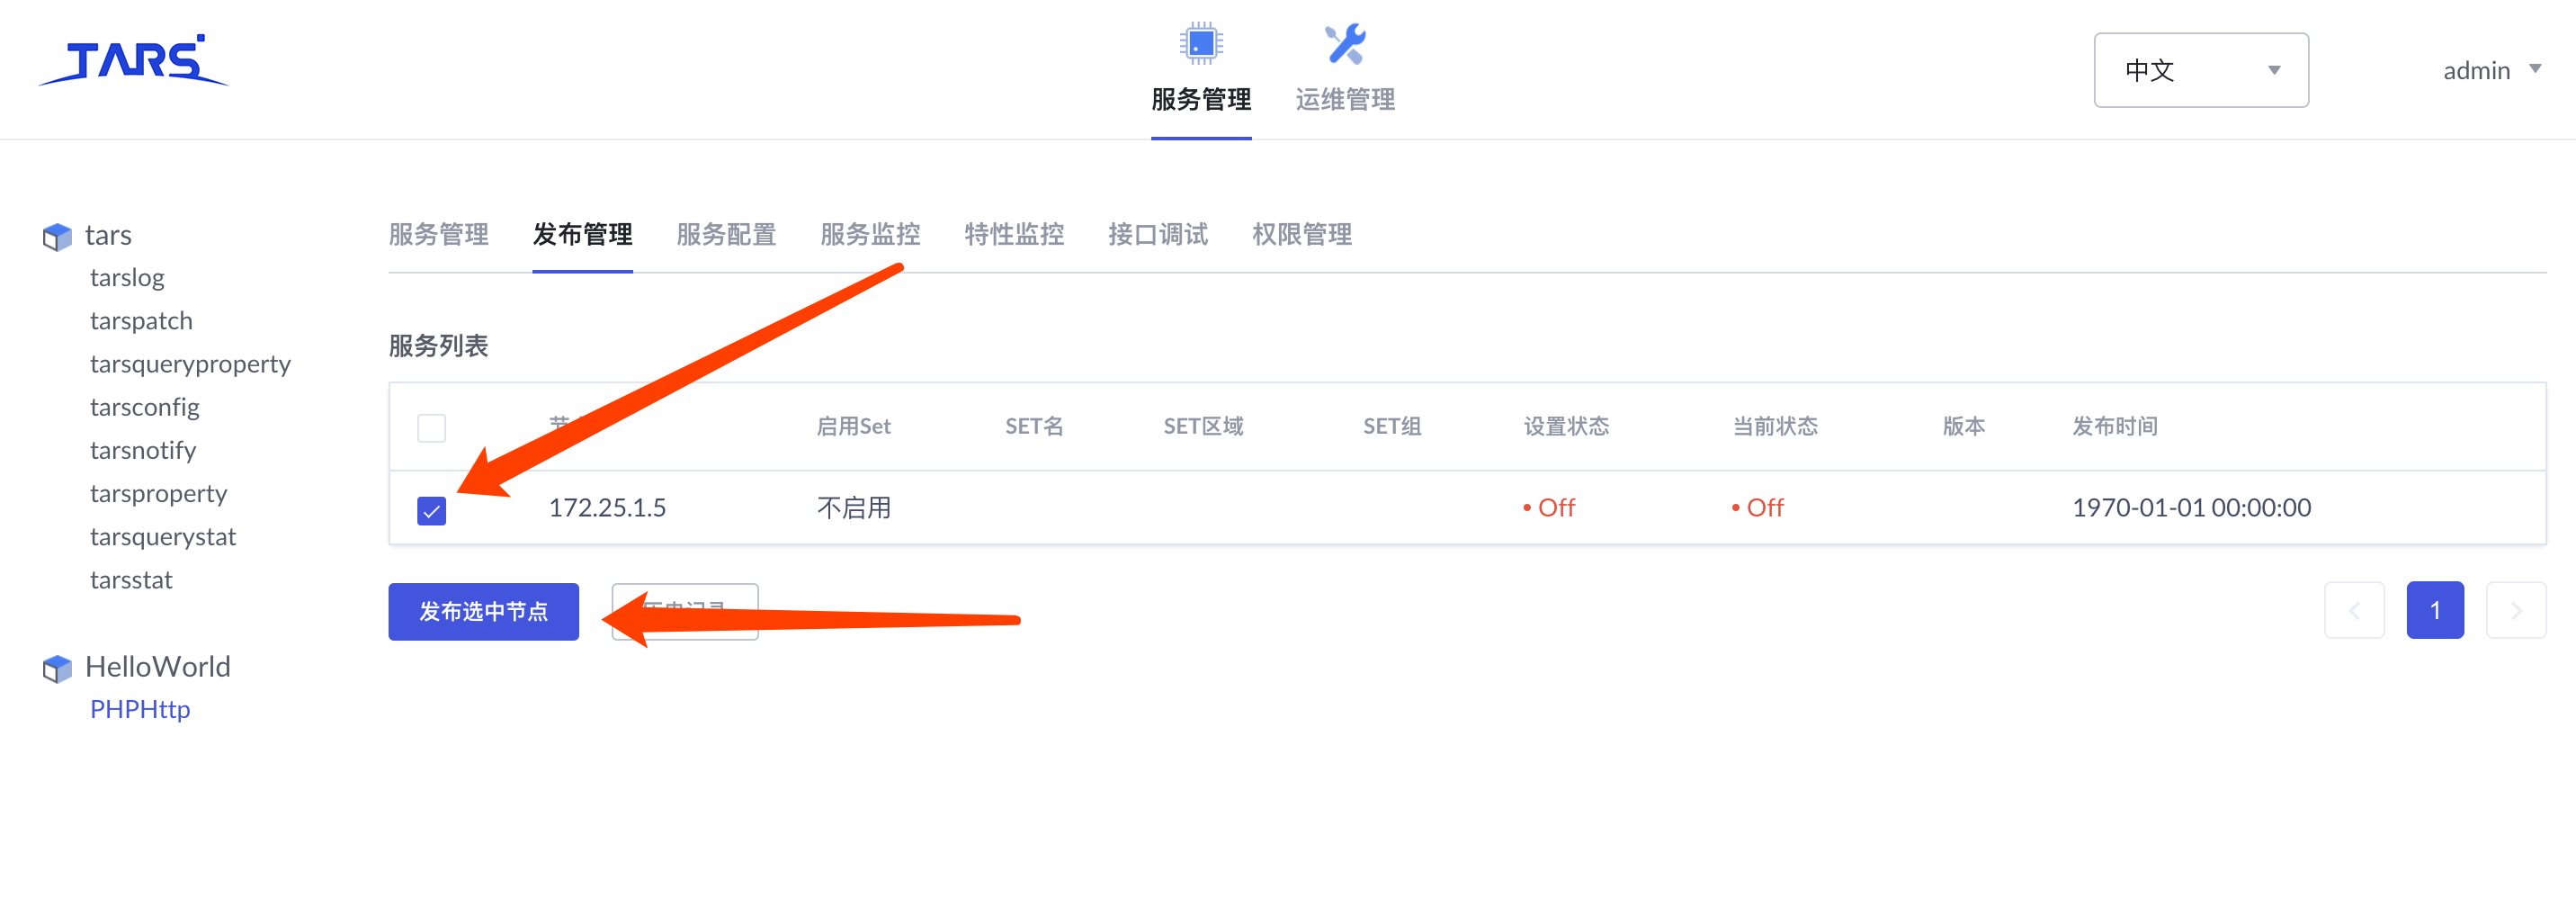 TARS
服务管理
运维管理
中文
admin
tars
tarslog
tarspatch
tarsqueryproperty
tarsconfig
tarsnotify
tarsproperty
tarsquerystat
tarsstat
HelloWorld
PHPHttp
服务管理 发布管理 服务配置 服务监控 特性监控 接口调试 权限管理
服务列表
启用Set SET名 SET区域 SET组 设置状态 当前状态 版本 发布时间
172.25.1.5 不启用 • Off • Off 1970-01-01 00:00:00
发布选中节点
1